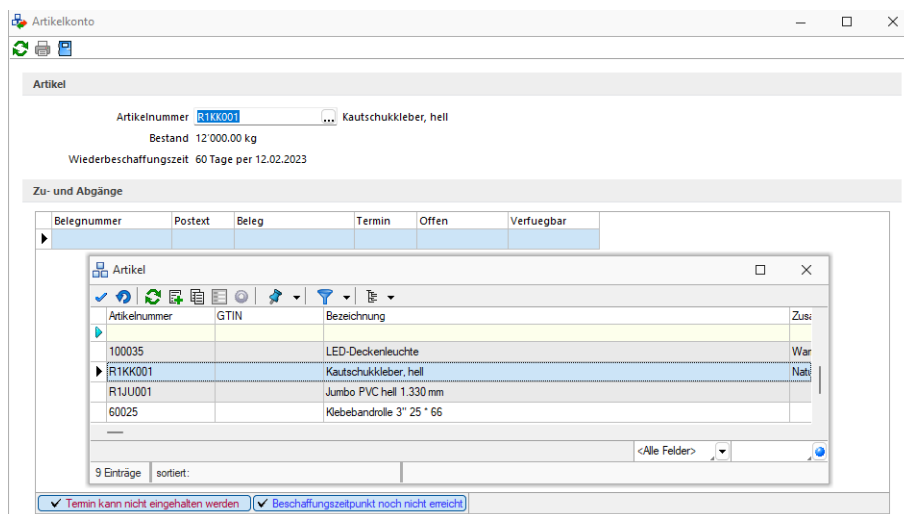 Artikelkonto
Artikel
Artikelnummer R1KK001 ... Kautschukkleber, hell
Bestand 12'000.00 kg
Wiederbeschaffungszeit 60 Tage per 12.02.2023
Zu- und Abgänge
Belegnummer Postext Beleg Termin Offen Verfuegbar
Artikel
Artikelnummer GTIN Bezeichnung
100035 LED-Deckenleuchte
R1KK001 Kautschukkleber, hell
R1JU001 Jumbo PVC hell 1.330 mm
60025 Klebebandrolle 3" 25 * 66
<Alle Felder>
9 Einträge sortiert:
Termin kann nicht eingehalten werden Beschaffungszeitpunkt noch nicht erreicht